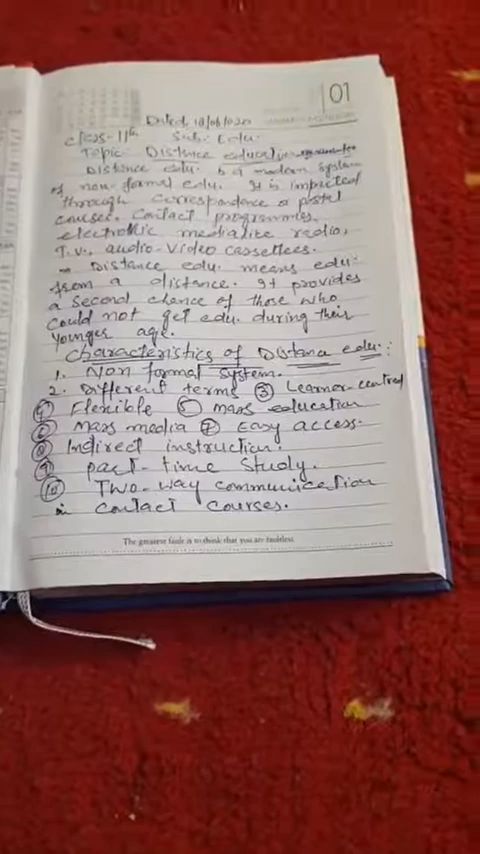 01
Dated, 18/06/2020
Class-11th Sub: Edu:
Topic: Distance education
Distance edu: is a modern system
of non formal edu. It is imparted
through correspondence or postel
courses. Contact programmes.
electronic media like radio,
T.V., audio-video cassettees.
Distance edu: means edu:
from a distance. It provides
a second chance of those who
could not get edu. during their
younger age.
Characteristics of Distance edu::
1. Non formal system.
2. Different terms ③ Learner-centred
④ Flexible ⑤ mass education
⑥ Mass media ⑦ Easy access.
⑧ Indirect instruction.
⑨ part-time study.
⑩ Two-way communication
in contact courses.
The greatest fault is to think that you are faultless